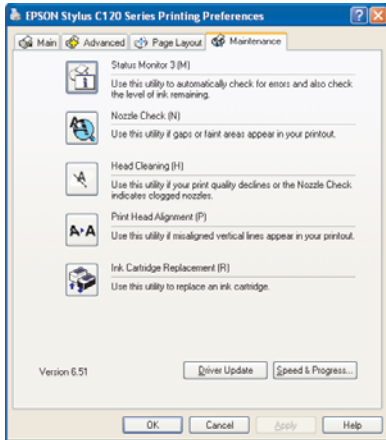 EPSON Stylus C120 Series Printing Preferences
Main Advanced Page Layout Maintenance
Status Monitor 3 (M)
Use this utility to automatically check for errors and also check
the level of ink remaining.
Nozzle Check (N)
Use this utility if gaps or faint areas appear in your printout.
Head Cleaning (H)
Use this utility if your print quality declines or the Nozzle Check
indicates clogged nozzles.
Print Head Alignment (P)
A A Use this utility if misaligned vertical lines appear in your printout.
Ink Cartridge Replacement (R)
Use this utility to replace an ink cartridge.
Version 6.51 Driver Update Speed & Progress...
OK Cancel Apply Help